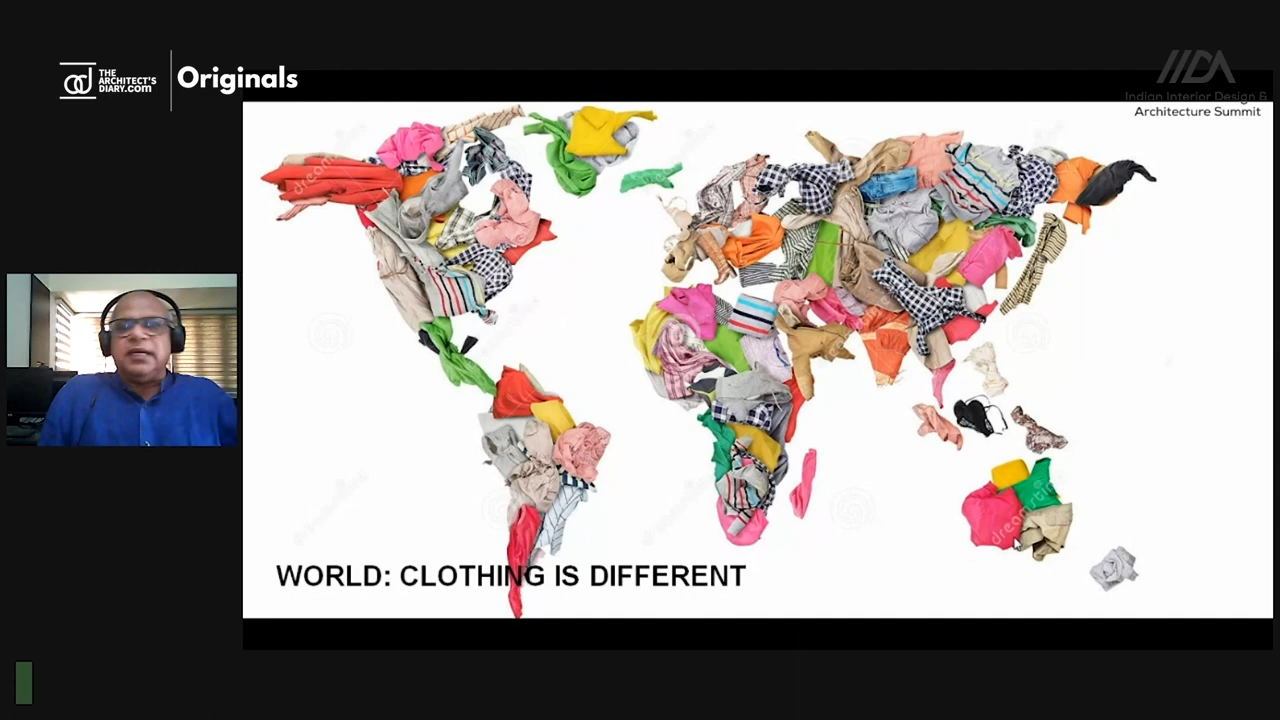 THE
ARCHITECT'S
DIARY.com
Originals
Indian Interior Design &
Architecture Summit
WORLD: CLOTHING IS DIFFERENT